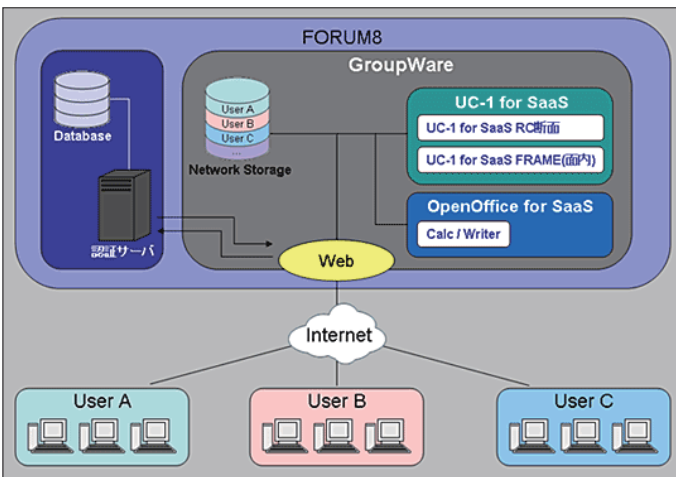 FORUM8
GroupWare
Database
認証サーバ
User A
User B
User C
...
Network Storage
UC-1 for SaaS
UC-1 for SaaS RC断面
UC-1 for SaaS FRAME(面内)
OpenOffice for SaaS
Calc / Writer
Web
Internet
User A
User B
User C